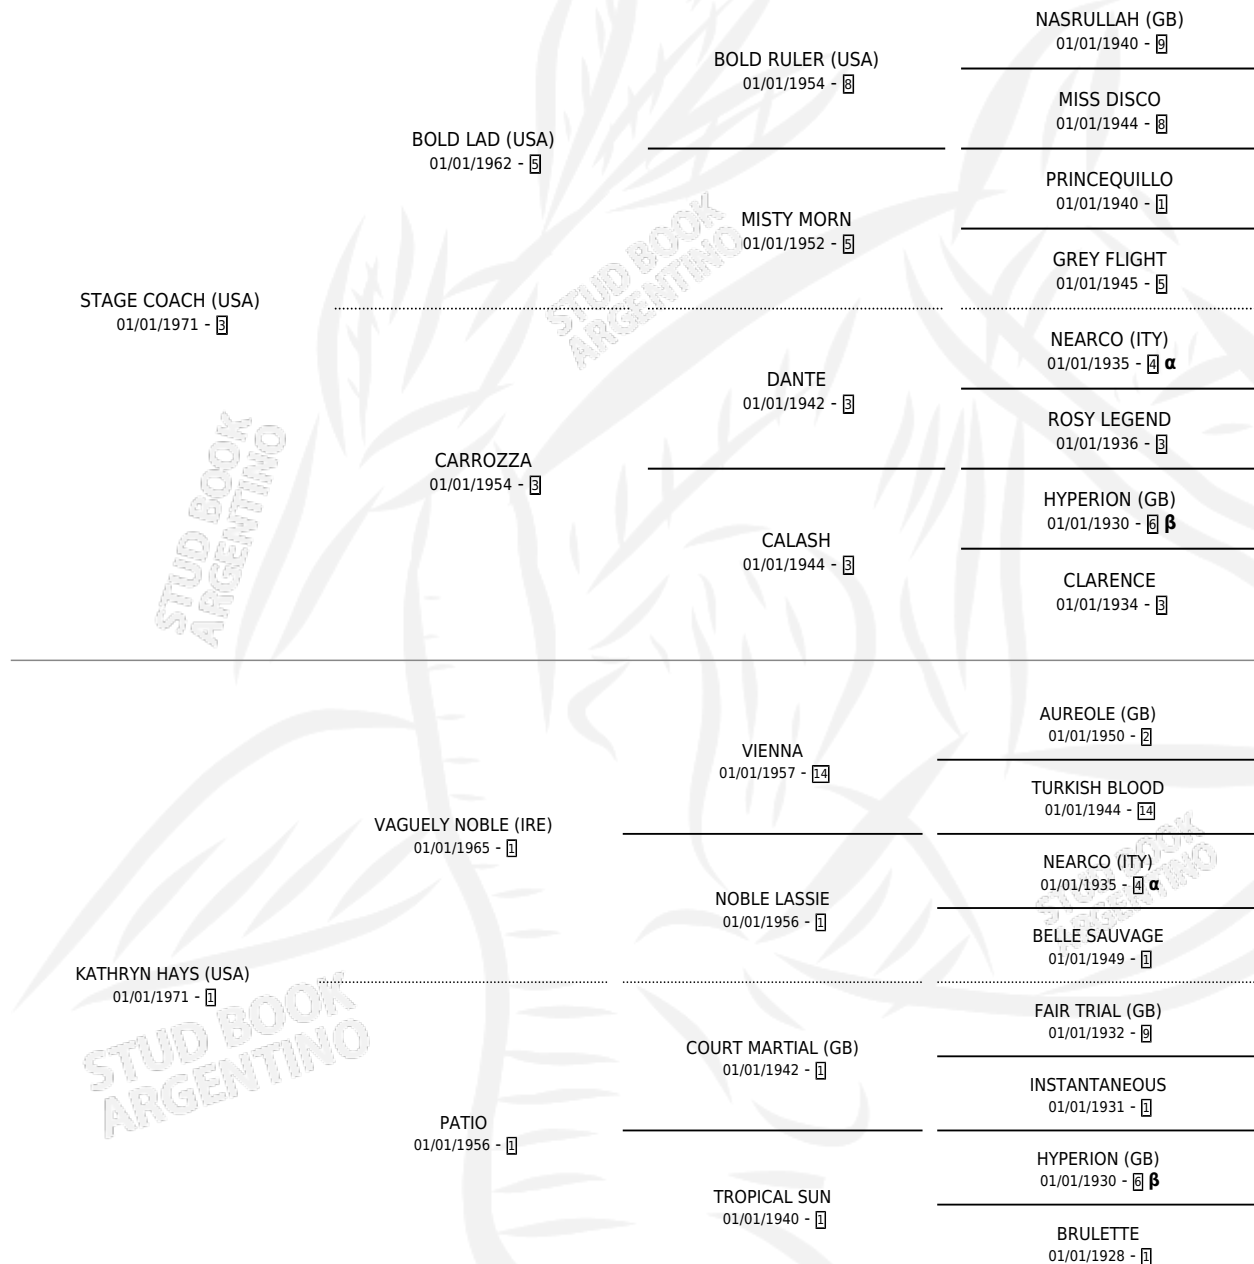 NASRULLAH (GB)
01/01/1940 - 9
BOLD RULER (USA)
01/01/1954 - 8
MISS DISCO
01/01/1944 - 8
BOLD LAD (USA)
01/01/1962 - 5
PRINCEQUILLO
01/01/1940 - 1
MISTY MORN
01/01/1952 - 5
GREY FLIGHT
01/01/1945 - 5
STAGE COACH (USA)
01/01/1971 - 3
NEARCO (ITY)
01/01/1935 - 4 α
DANTE
01/01/1942 - 3
ROSY LEGEND
01/01/1936 - 3
CARROZZA
01/01/1954 - 3
HYPERION (GB)
01/01/1930 - 6 β
CALASH
01/01/1944 - 3
CLARENCE
01/01/1934 - 3
STUD BOOK
ARGENTINO
STUD BOOK
ARGENTINO
AUREOLE (GB)
01/01/1950 - 2
VIENNA
01/01/1957 - 14
TURKISH BLOOD
01/01/1944 - 14
VAGUELY NOBLE (IRE)
01/01/1965 - 1
NEARCO (ITY)
01/01/1935 - 4 α
NOBLE LASSIE
01/01/1956 - 1
BELLE SAUVAGE
01/01/1949 - 1
KATHRYN HAYS (USA)
01/01/1971 - 1
FAIR TRIAL (GB)
01/01/1932 - 9
COURT MARTIAL (GB)
01/01/1942 - 1
INSTANTANEOUS
01/01/1931 - 1
PATIO
01/01/1956 - 1
HYPERION (GB)
01/01/1930 - 6 β
TROPICAL SUN
01/01/1940 - 1
BRULETTE
01/01/1928 - 1
STUD BOOK
ARGENTINO
STUD BOOK
ARGENTINO